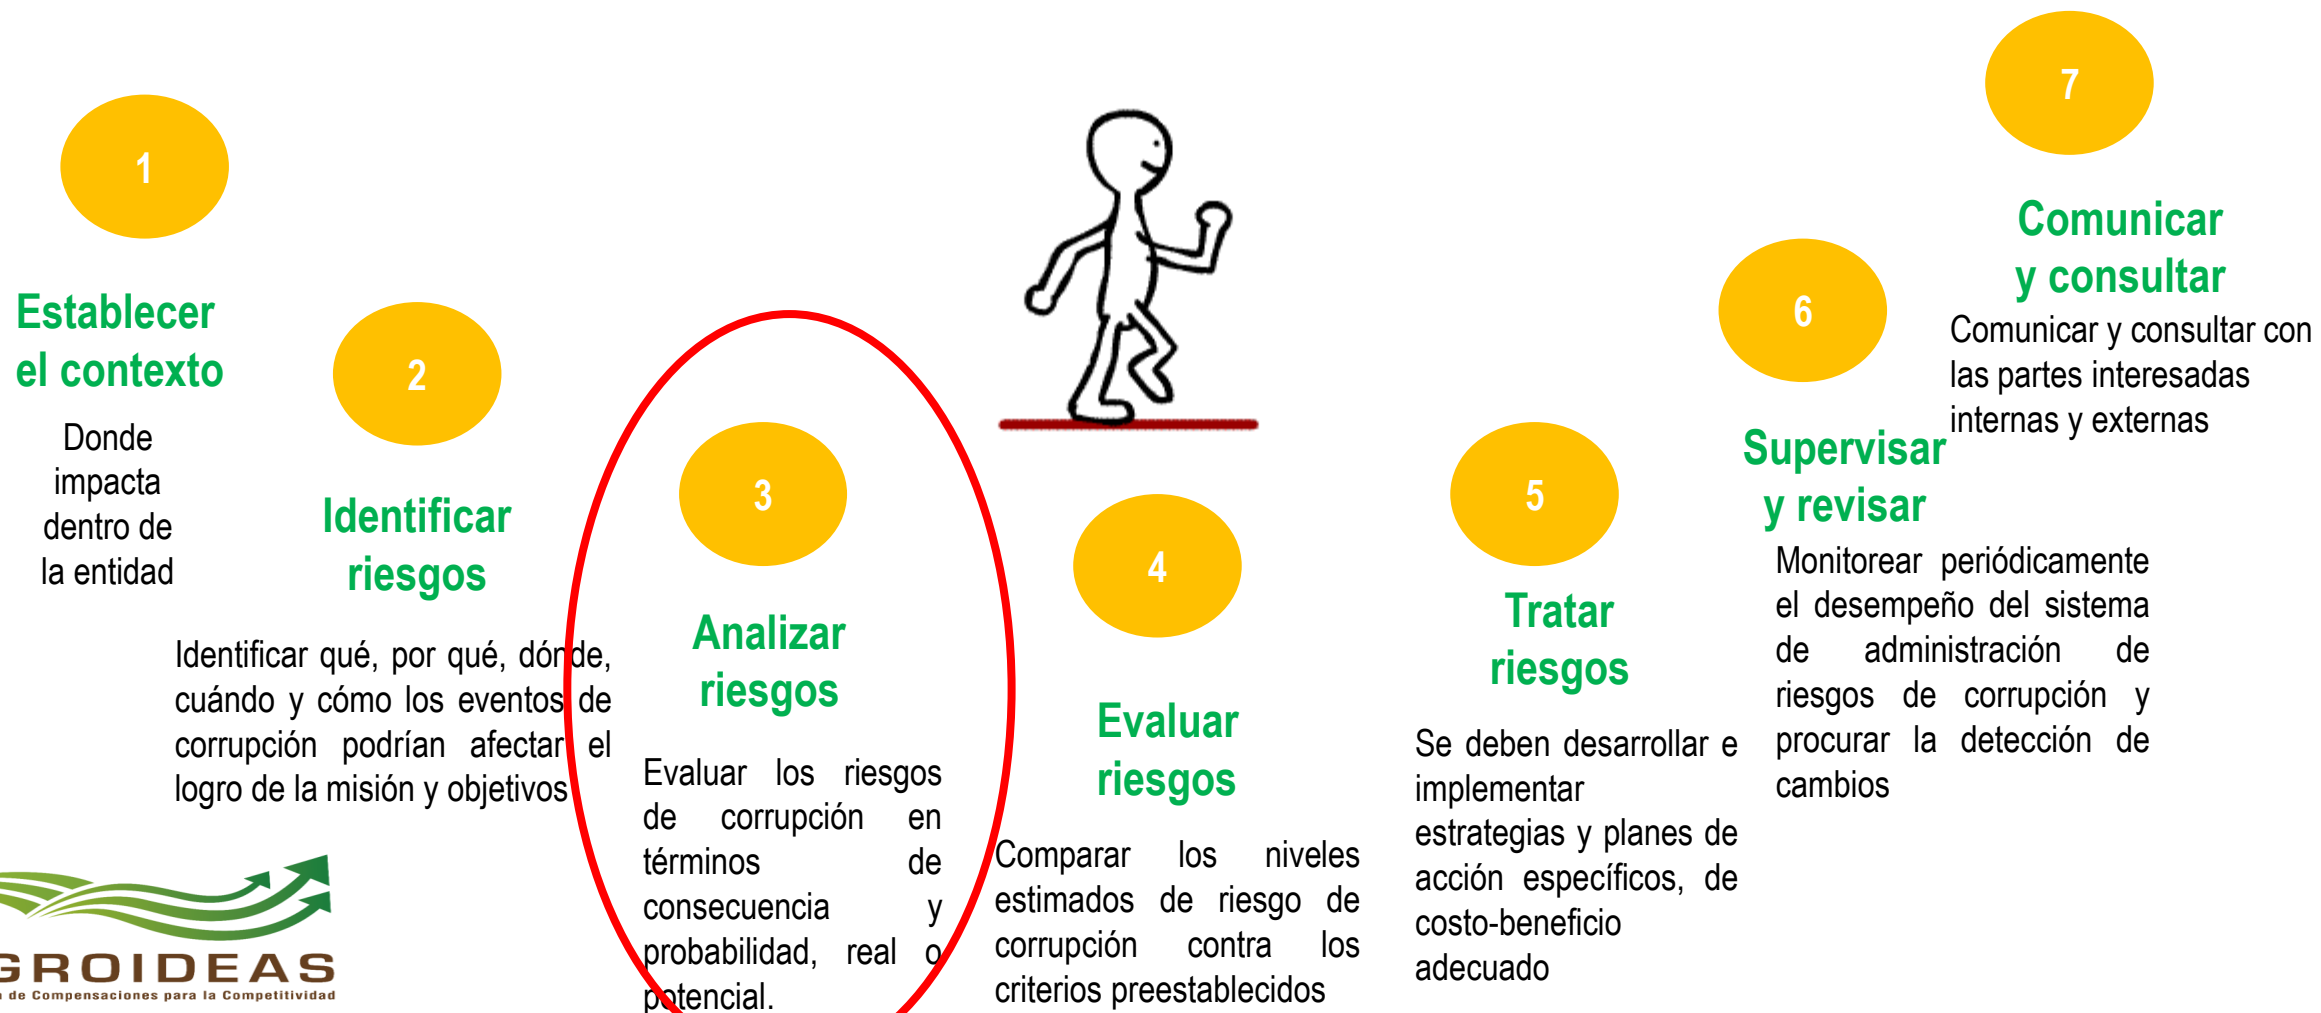 1
Establecer
el contexto
Donde
impacta
dentro de
la entidad
2
Identificar
riesgos
Identificar qué, por qué, dónde,
cuándo y cómo los eventos de
corrupción podrían afectar el
logro de la misión y objetivos
3
Analizar
riesgos
Evaluar los riesgos
de corrupción en
términos de
consecuencia y
probabilidad, real o
potencial.
4
Evaluar
riesgos
Comparar los niveles
estimados de riesgo de
corrupción contra los
criterios preestablecidos
5
Tratar
riesgos
Se deben desarrollar e
implementar
estrategias y planes de
acción específicos, de
costo-beneficio
adecuado
6
Supervisar
y revisar
Monitorear periódicamente
el desempeño del sistema
de administración de
riesgos de corrupción y
procurar la detección de
cambios
7
Comunicar
y consultar
Comunicar y consultar con
las partes interesadas
internas y externas
GROIDEAS
de Compensaciones para la Competitividad